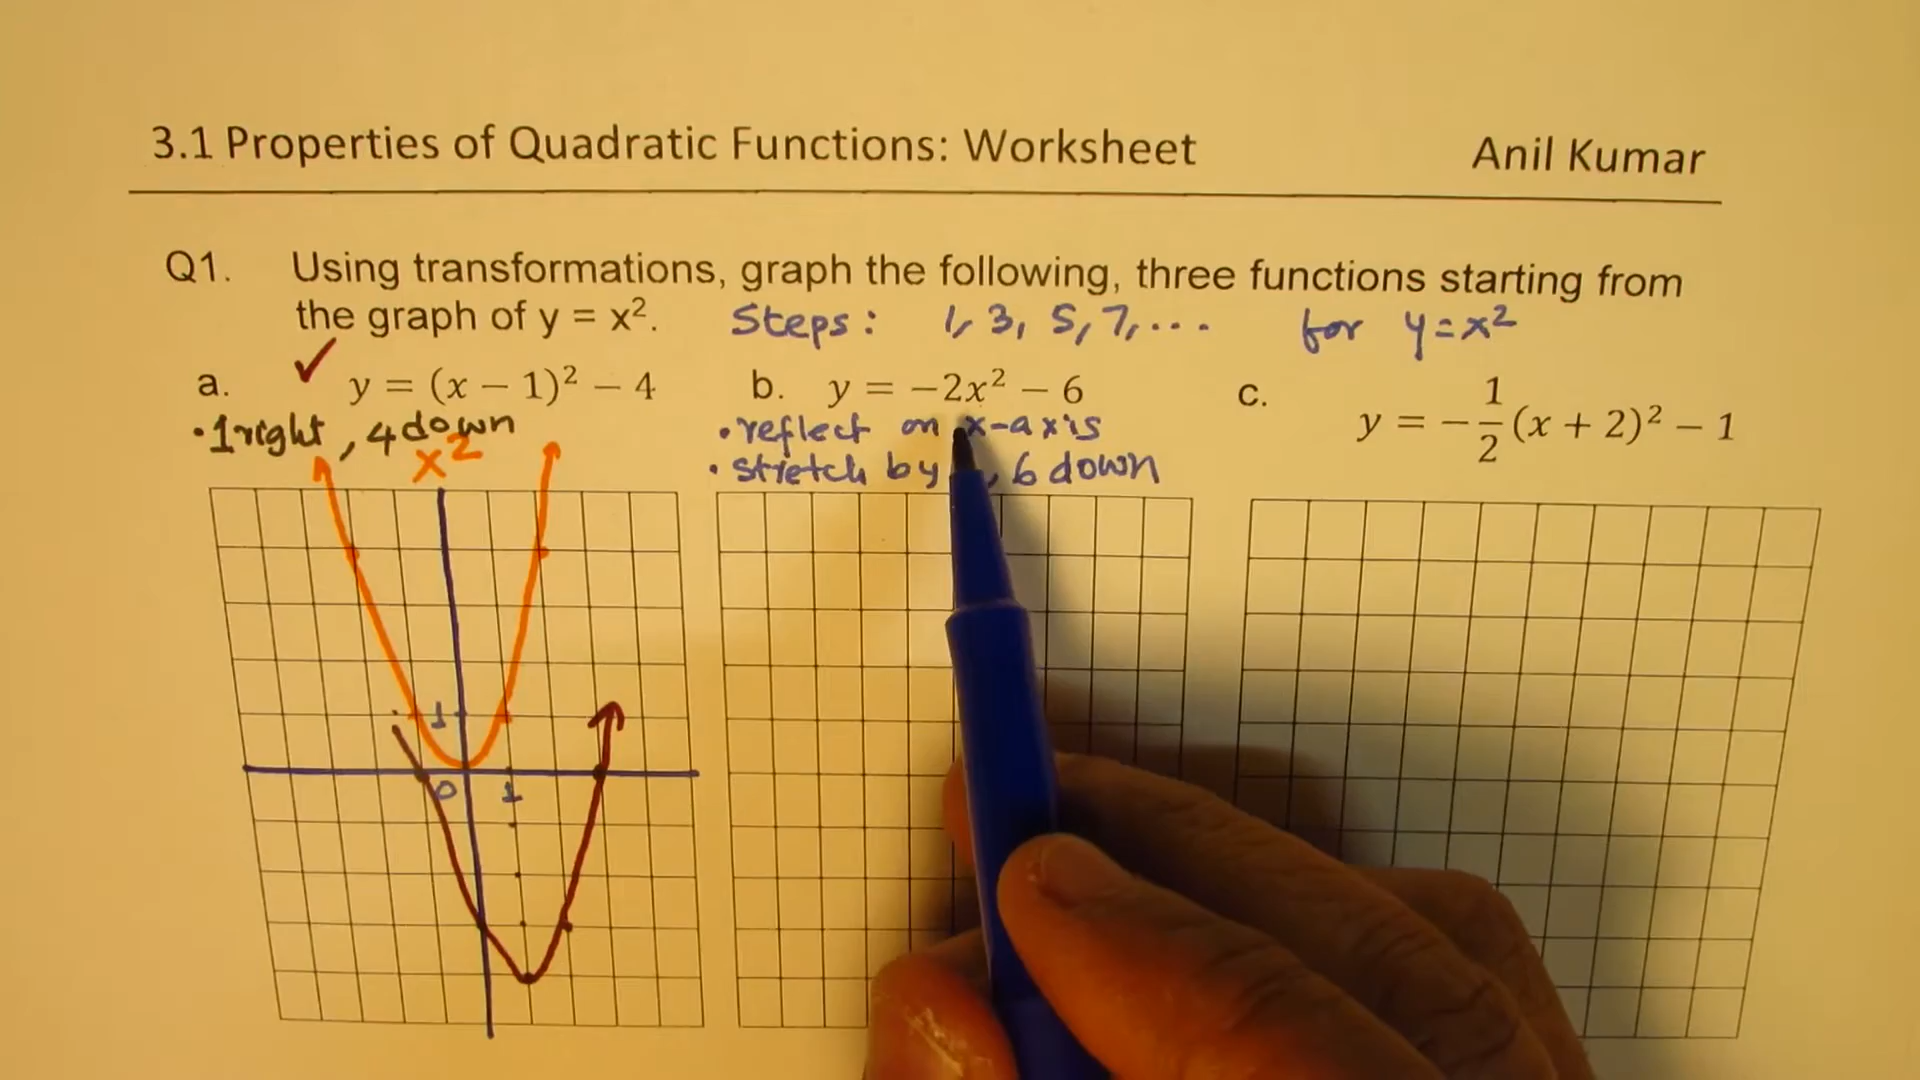 3.1 Properties of Quadratic Functions: Worksheet Anil Kumar
Q1. Using transformations, graph the following, three functions starting from
the graph of y = x². Steps: 1, 3, 5, 7, ... for y = x²
a. ✓ y = (x − 1)² − 4 b. y = −2x² − 6 c. y = −1/2(x + 2)² − 1
• 1 right, 4 down • reflect on x-axis
x² • stretch by , 6 down
1
0 1